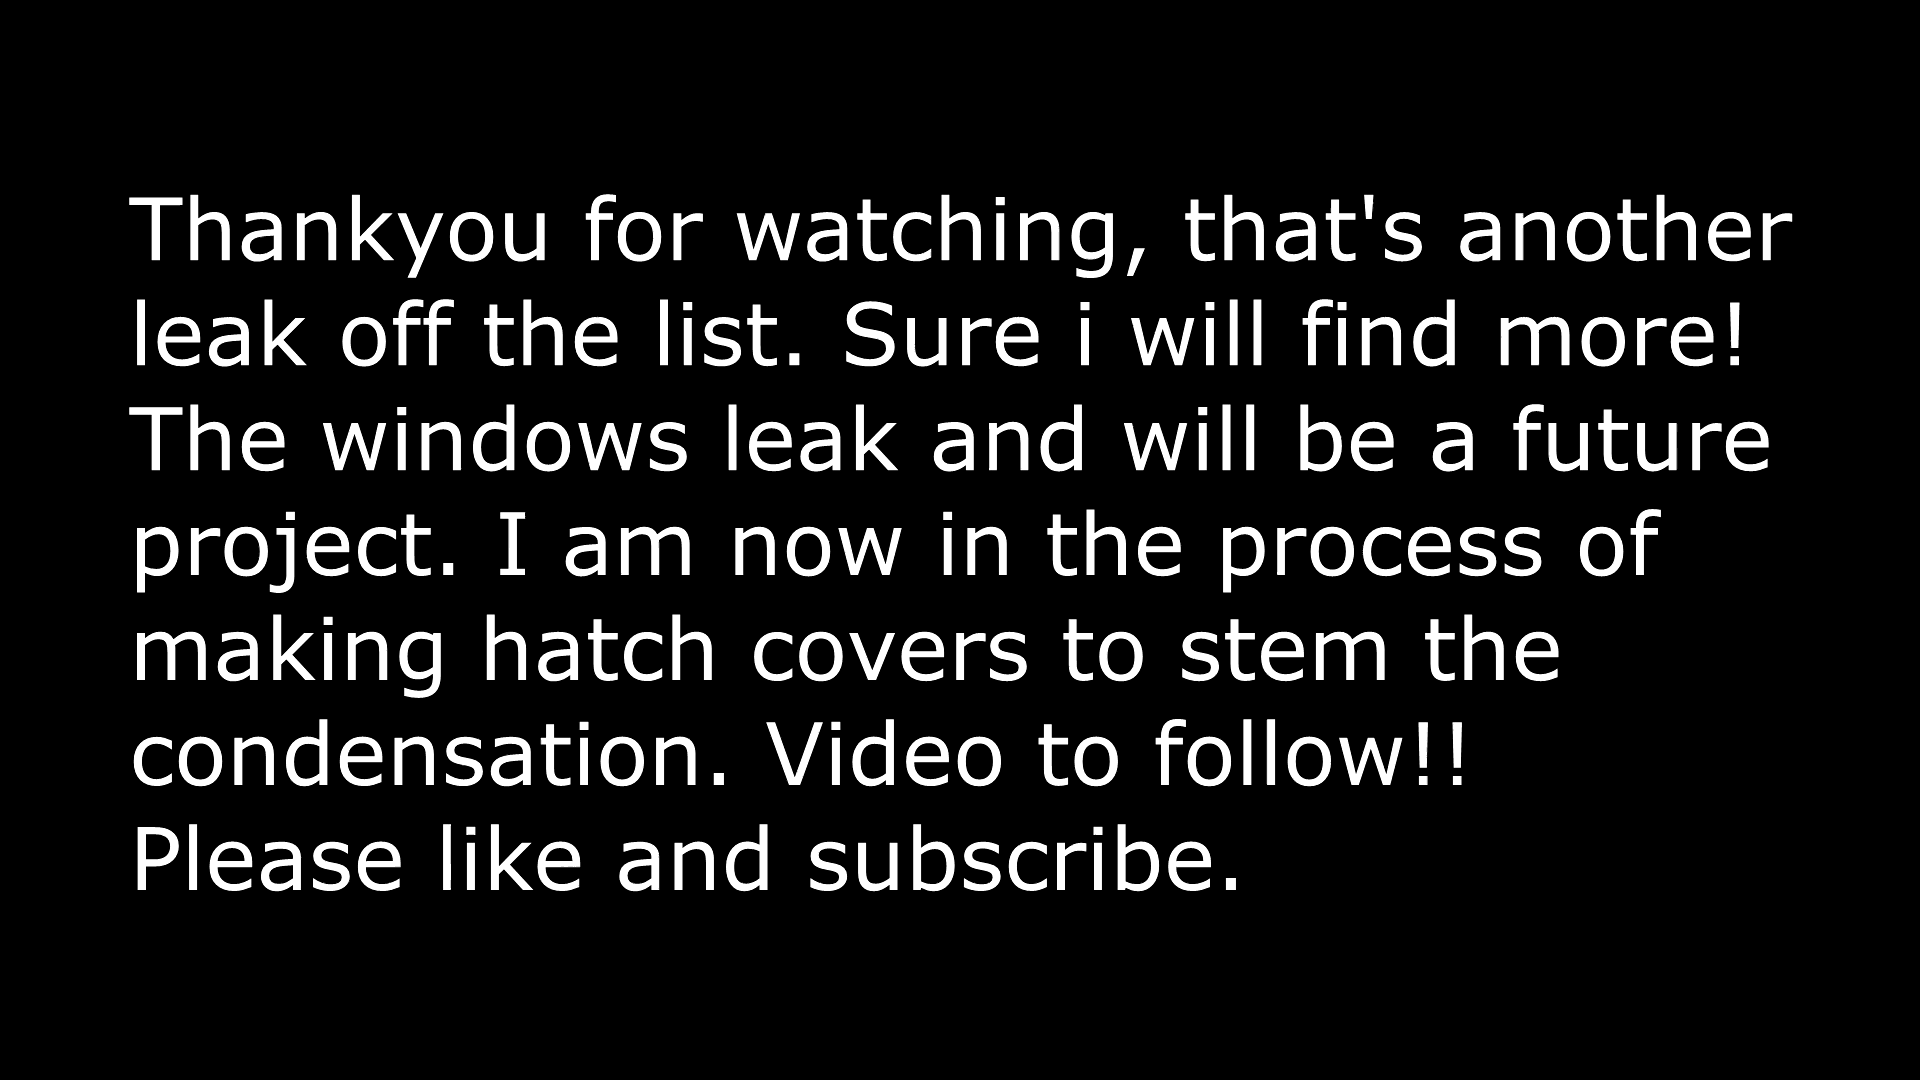 Thankyou for watching, that's another
leak off the list. Sure i will find more!
The windows leak and will be a future
project. I am now in the process of
making hatch covers to stem the
condensation. Video to follow!!
Please like and subscribe.